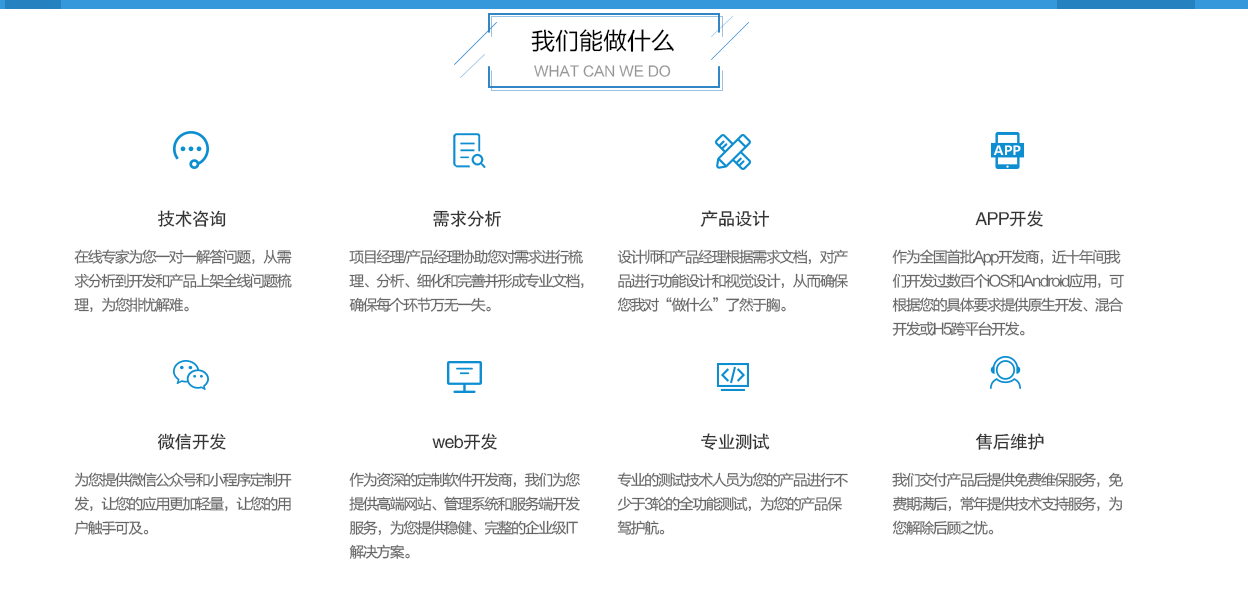 我们能做什么
WHAT CAN WE DO
APP
技术咨询
在线专家为您一对一解答问题，从需
求分析到开发和产品上架全线问题梳
理，为您排忧解难。
需求分析
项目经理/产品经理协助您对需求进行梳
理、分析、细化和完善并形成专业文档，
确保每个环节万无一失。
产品设计
设计师和产品经理根据需求文档，对产
品进行功能设计和视觉设计，从而确保
您我对“做什么”了然于胸。
APP开发
作为全国首批App开发商，近十年间我
们开发过数百个iOS和Android应用，可
根据您的具体要求提供原生开发、混合
开发或H5跨平台开发。
微信开发
为您提供微信公众号和小程序定制开
发，让您的应用更加轻量，让您的用
户触手可及。
web开发
作为资深的定制软件开发商，我们为您
提供高端网站、管理系统和服务端开发
服务，为您提供稳健、完整的企业级IT
解决方案。
专业测试
专业的测试技术人员为您的产品进行不
少于3轮的全功能测试，为您的产品保
驾护航。
售后维护
我们交付产品后提供免费维保服务，免
费期满后，常年提供技术支持服务，为
您解除后顾之忧。